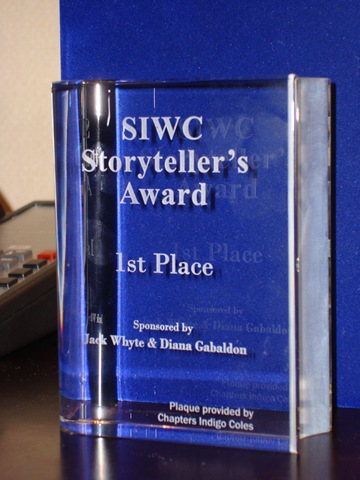 SIWC
Storyteller's
Award
1st Place
Sponsored by
Jack Whyte & Diana Gabaldon
Plaque provided by
Chapters Indigo Coles